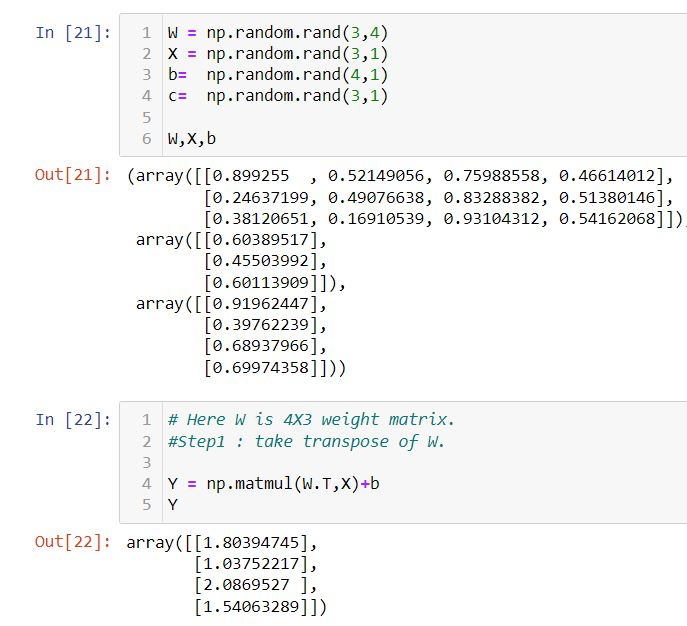 In [21]:
1 W = np.random.rand(3,4)
2 X = np.random.rand(3,1)
3 b=  np.random.rand(4,1)
4 c=  np.random.rand(3,1)
5
6 W,X,b
Out[21]: (array([[0.899255  , 0.52149056, 0.75988558, 0.46614012],
[0.24637199, 0.49076638, 0.83288382, 0.51380146],
[0.38120651, 0.16910539, 0.93104312, 0.54162068]]),
array([[0.60389517],
[0.45503992],
[0.60113909]]),
array([[0.91962447],
[0.39762239],
[0.68937966],
[0.69974358]]))
In [22]:
1 # Here W is 4X3 weight matrix.
2 #Step1 : take transpose of W.
3
4 Y = np.matmul(W.T,X)+b
5 Y
Out[22]: array([[1.80394745],
[1.03752217],
[2.0869527 ],
[1.54063289]])